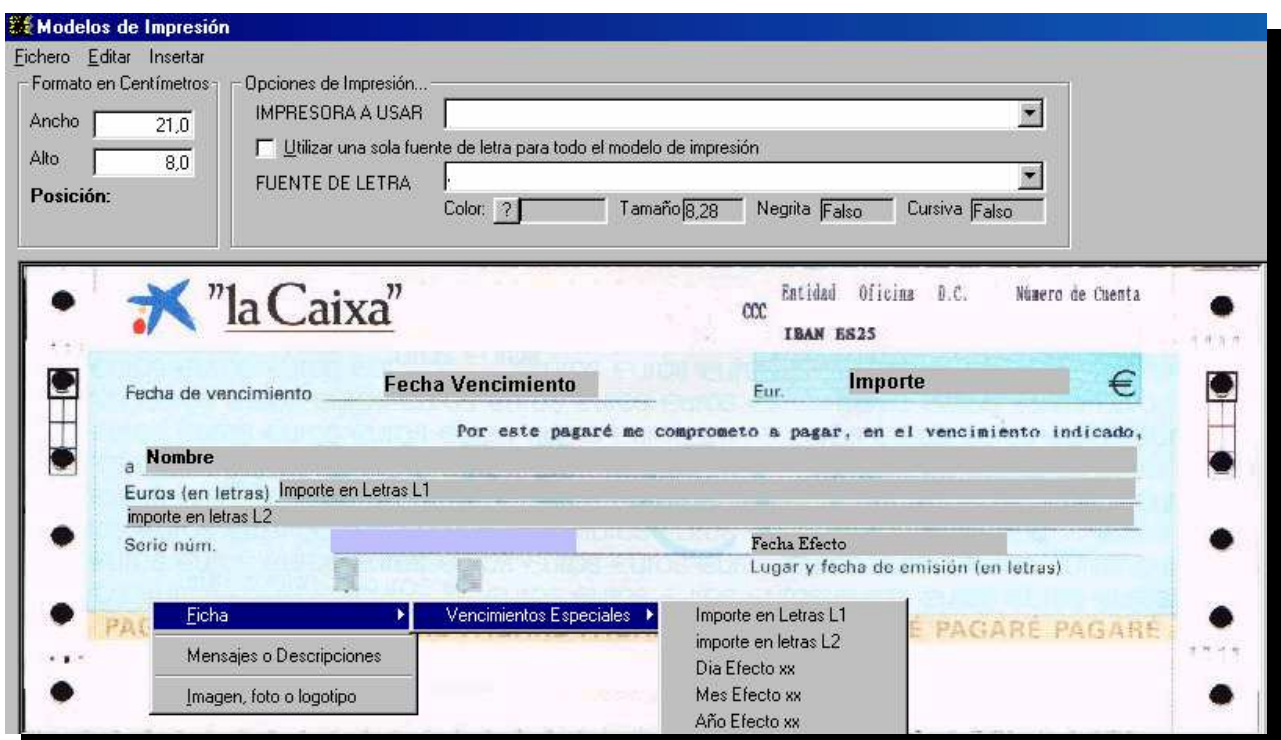 Modelos de Impresión
Fichero Editar Insertar
Formato en Centímetros
Ancho 21,0
Alto 8,0
Posición:
Opciones de Impresión...
IMPRESORA A USAR
Utilizar una sola fuente de letra para todo el modelo de impresión
FUENTE DE LETRA
Color: ? Tamaño 8,28 Negrita Falso Cursiva Falso
"la Caixa"
Entidad Oficina D.C. Número de Cuenta
CCC
IBAN ES25
Fecha de vencimiento Fecha Vencimiento Eur. Importe €
Por este pagaré me comprometo a pagar, en el vencimiento indicado,
a Nombre
Euros (en letras) Importe en Letras L1
importe en letras L2
Serie núm. Fecha Efecto
Lugar y fecha de emisión (en letras)
PAGARÉ PAGARÉ
Ficha
Mensajes o Descripciones
Imagen, foto o logotipo
Vencimientos Especiales
Importe en Letras L1
importe en letras L2
Dia Efecto xx
Mes Efecto xx
Año Efecto xx